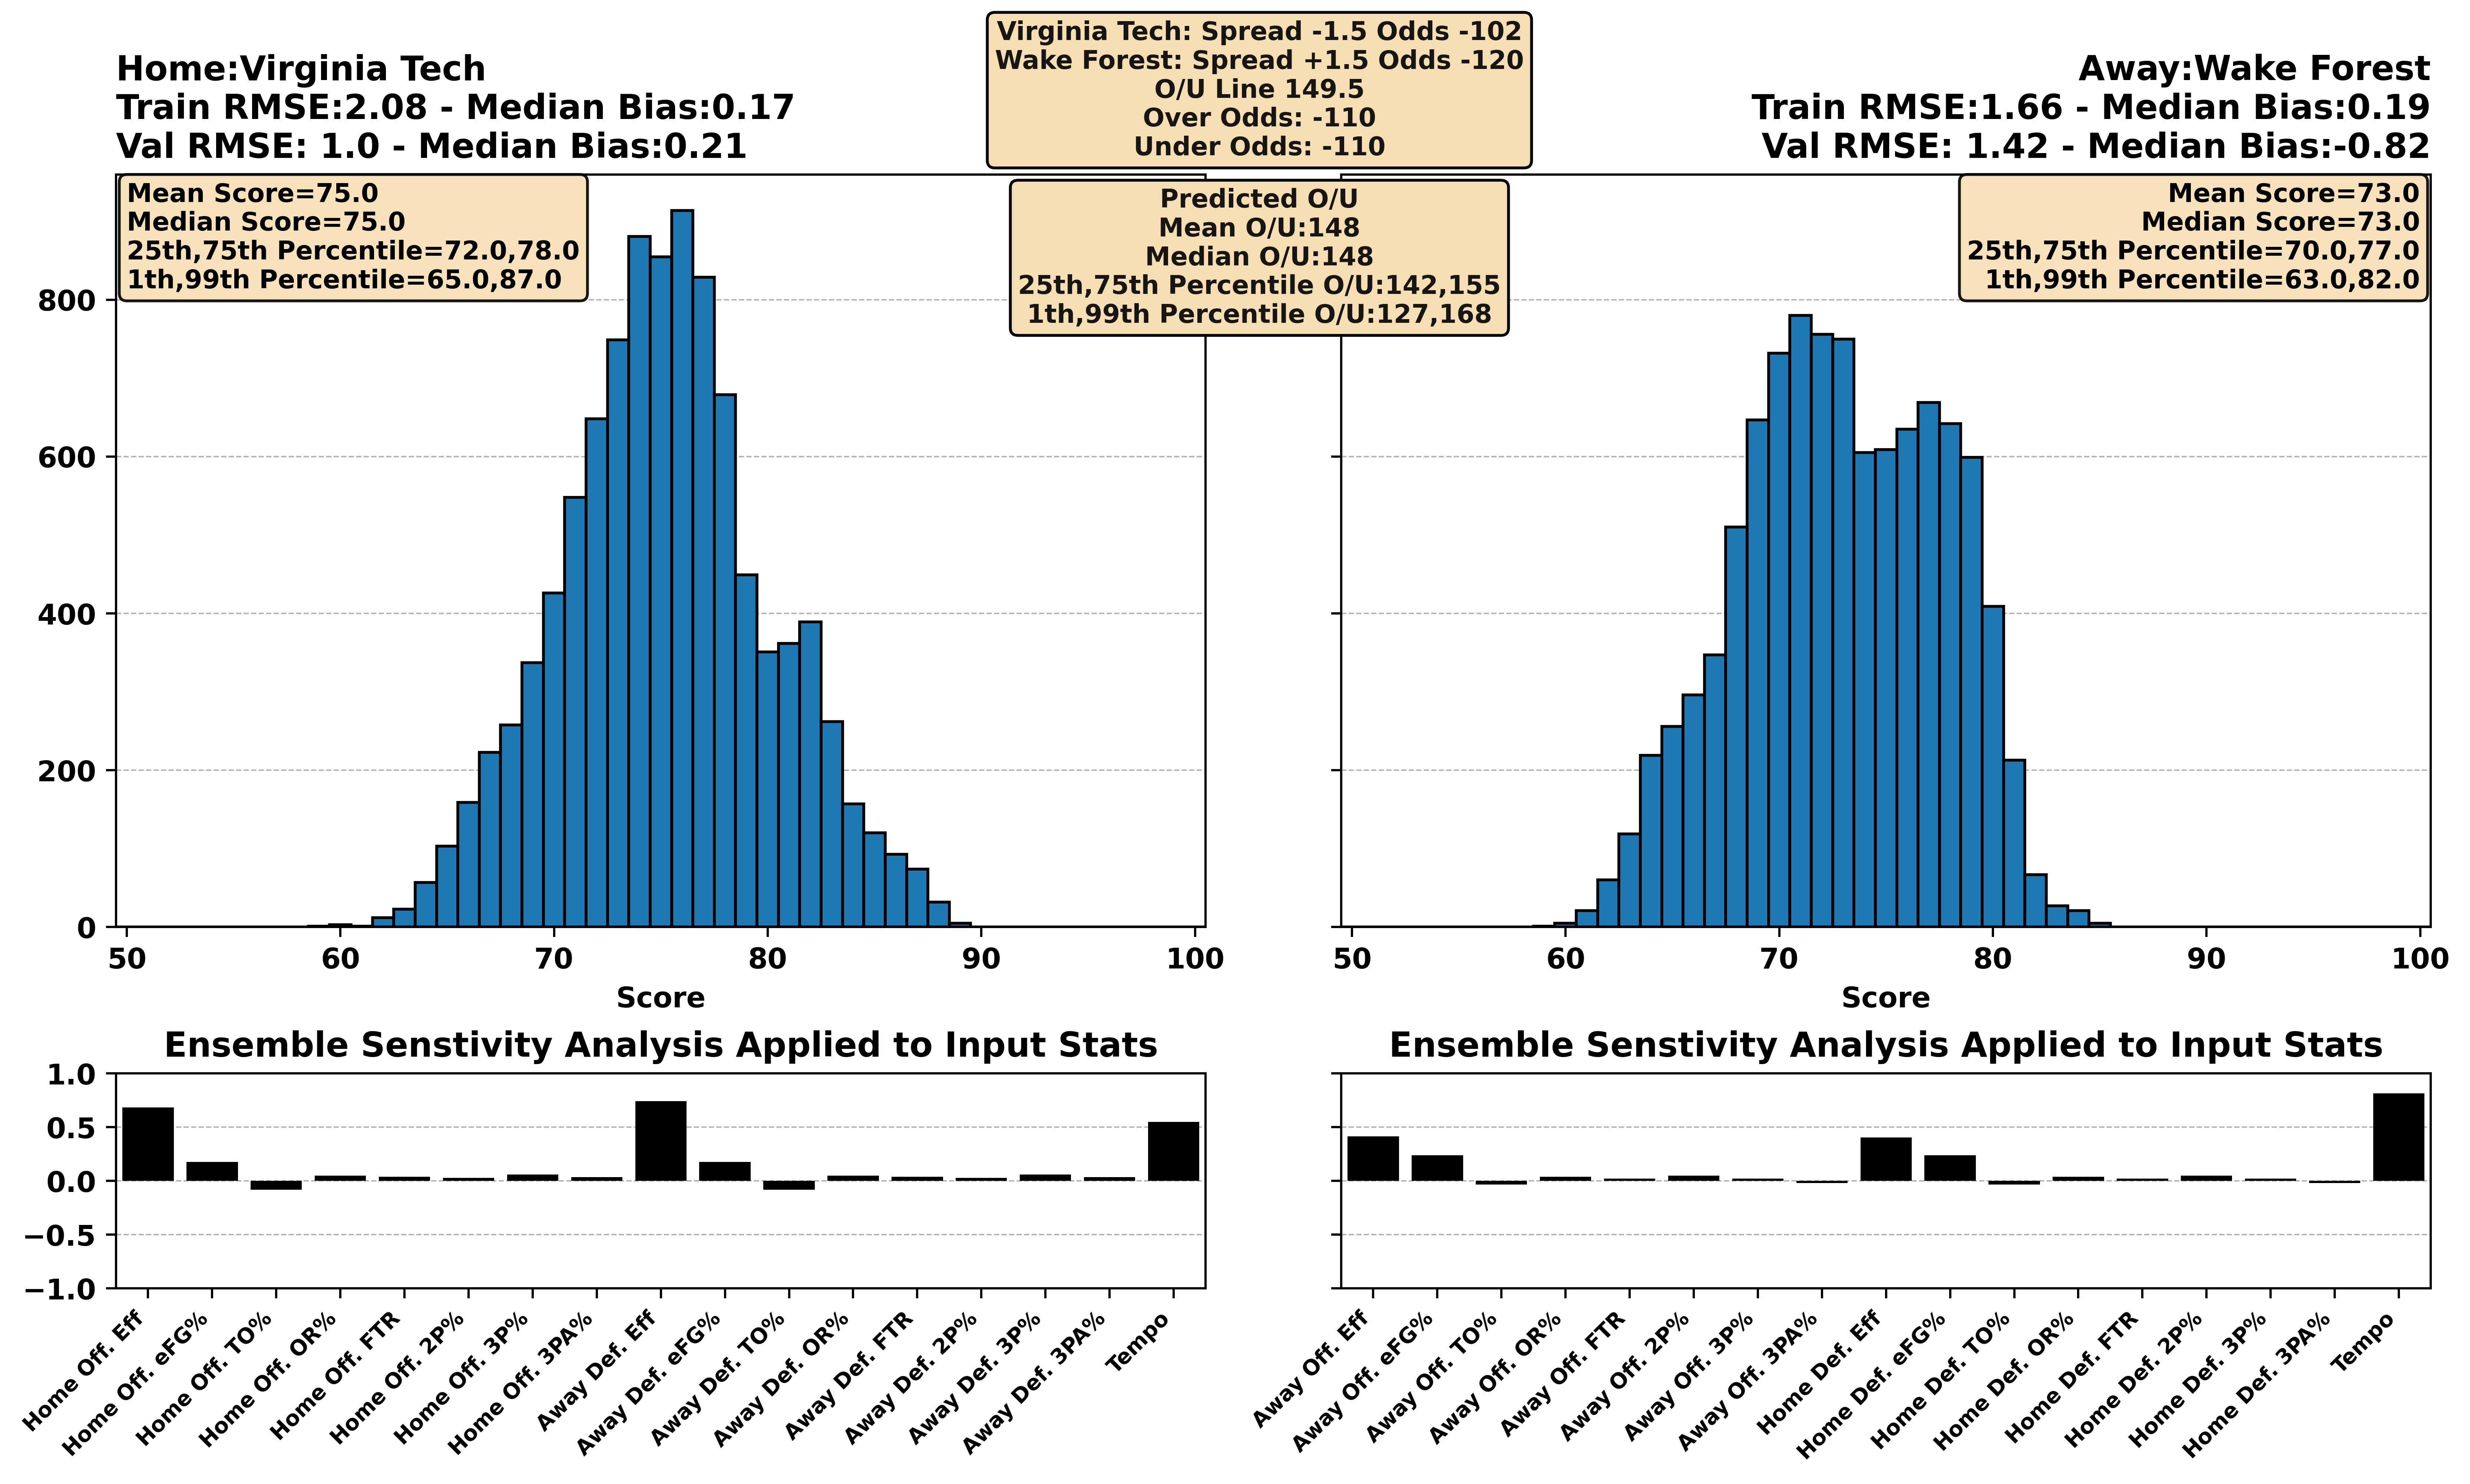 Virginia Tech: Spread -1.5 Odds -102
Wake Forest: Spread +1.5 Odds -120
O/U Line 149.5
Over Odds: -110
Under Odds: -110
Home:Virginia Tech
Train RMSE:2.08 - Median Bias:0.17
Val RMSE: 1.0 - Median Bias:0.21
Away:Wake Forest
Train RMSE:1.66 - Median Bias:0.19
Val RMSE: 1.42 - Median Bias:-0.82
Mean Score=75.0
Median Score=75.0
25th,75th Percentile=72.0,78.0
1th,99th Percentile=65.0,87.0
Predicted O/U
Mean O/U:148
Median O/U:148
25th,75th Percentile O/U:142,155
1th,99th Percentile O/U:127,168
Mean Score=73.0
Median Score=73.0
25th,75th Percentile=70.0,77.0
1th,99th Percentile=63.0,82.0
800
600
400
200
0
50 60 70 80 90 100
Score
50 60 70 80 90 100
Score
Ensemble Senstivity Analysis Applied to Input Stats
1.0
0.5
0.0
−0.5
−1.0
Home Off. Eff
Home Off. eFG%
Home Off. TO%
Home Off. OR%
Home Off. FTR
Home Off. 2P%
Home Off. 3P%
Home Off. 3PA%
Away Def. Eff
Away Def. eFG%
Away Def. TO%
Away Def. OR%
Away Def. FTR
Away Def. 2P%
Away Def. 3P%
Away Def. 3PA%
Tempo
Ensemble Senstivity Analysis Applied to Input Stats
Away Off. Eff
Away Off. eFG%
Away Off. TO%
Away Off. OR%
Away Off. FTR
Away Off. 2P%
Away Off. 3P%
Away Off. 3PA%
Home Def. Eff
Home Def. eFG%
Home Def. TO%
Home Def. OR%
Home Def. FTR
Home Def. 2P%
Home Def. 3P%
Home Def. 3PA%
Tempo